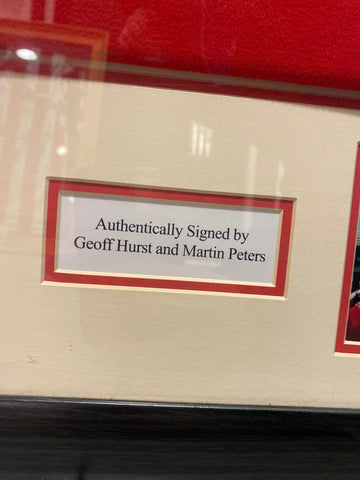 Authentically Signed by
Geoff Hurst and Martin Peters